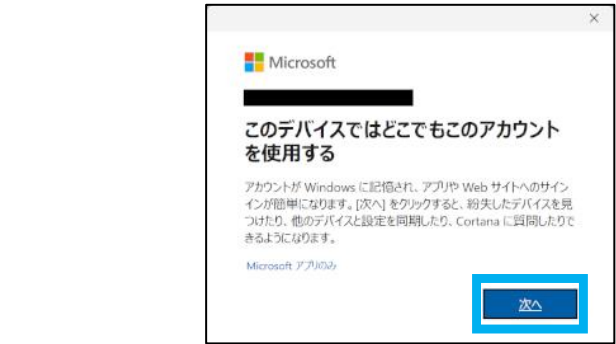 Microsoft
このデバイスではどこでもこのアカウント
を使用する
アカウントが Windows に記憶され、アプリや Web サイトへのサイン
インが簡単になります。[次へ] をクリックすると、紛失したデバイスを見
つけたり、他のデバイスと設定を同期したり、Cortana に質問したりで
きるようになります。
Microsoft アプリのみ
次へ